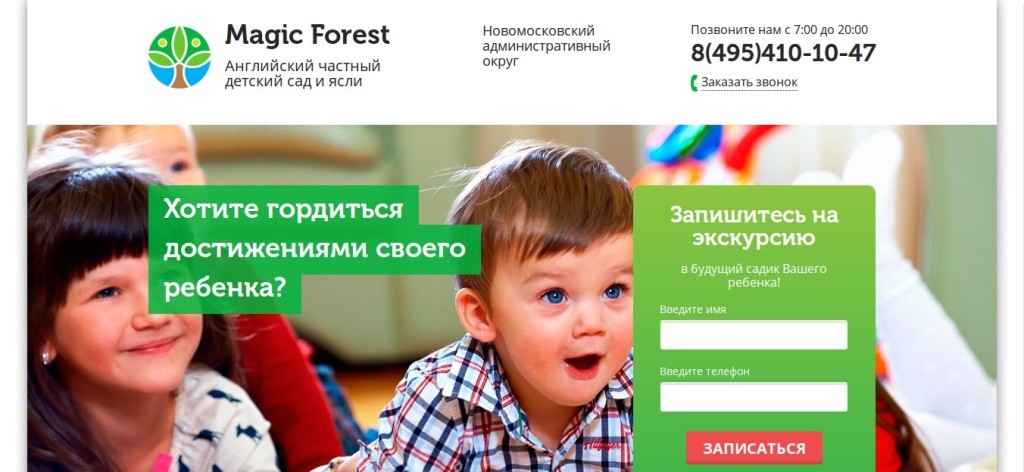 Magic Forest
Английский частный
детский сад и ясли
Новомосковский
административный
округ
Позвоните нам с 7:00 до 20:00
8(495)410-10-47
Заказать звонок
Хотите гордиться
достижениями своего
ребенка?
Запишитесь на
экскурсию
в будущий садик Вашего
ребенка!
Введите имя
Введите телефон
ЗАПИСАТЬСЯ
Hilfiger